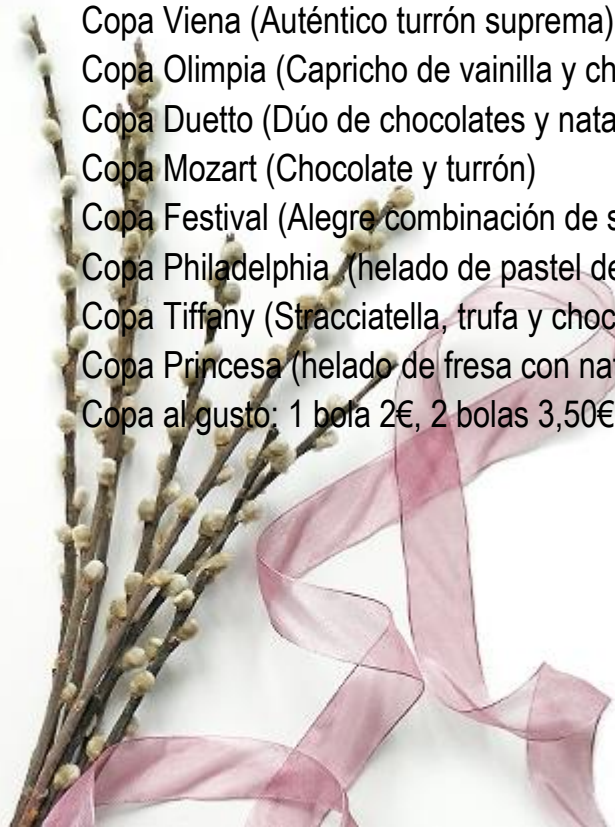 Copa Viena (Auténtico turrón suprema)
Copa Olimpia (Capricho de vainilla y ch
Copa Duetto (Dúo de chocolates y nata
Copa Mozart (Chocolate y turrón)
Copa Festival (Alegre combinación de s
Copa Philadelphia (helado de pastel de
Copa Tiffany (Stracciatella, trufa y choc
Copa Princesa (helado de fresa con nat
Copa al gusto: 1 bola 2€, 2 bolas 3,50€